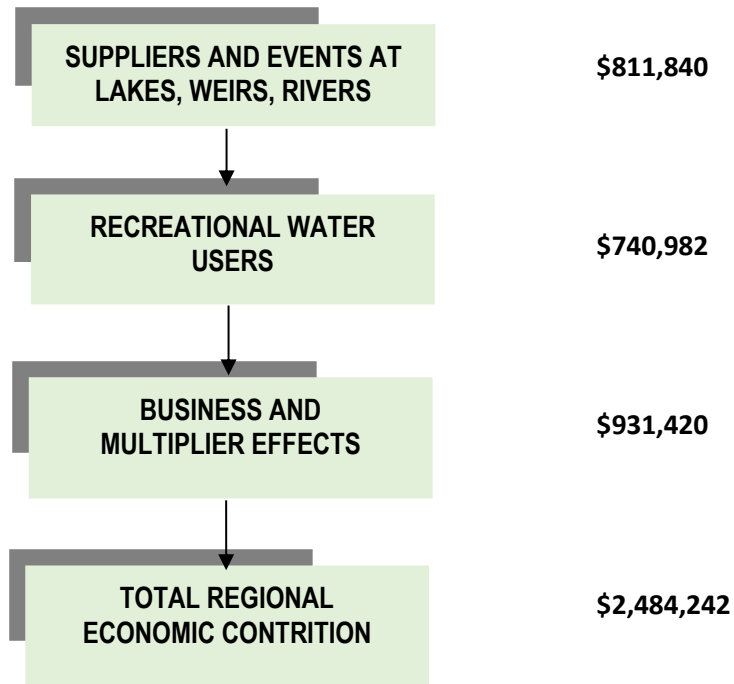 SUPPLIERS AND EVENTS AT
LAKES, WEIRS, RIVERS
$811,840
RECREATIONAL WATER
USERS
$740,982
BUSINESS AND
MULTIPLIER EFFECTS
$931,420
TOTAL REGIONAL
ECONOMIC CONTRITION
$2,484,242